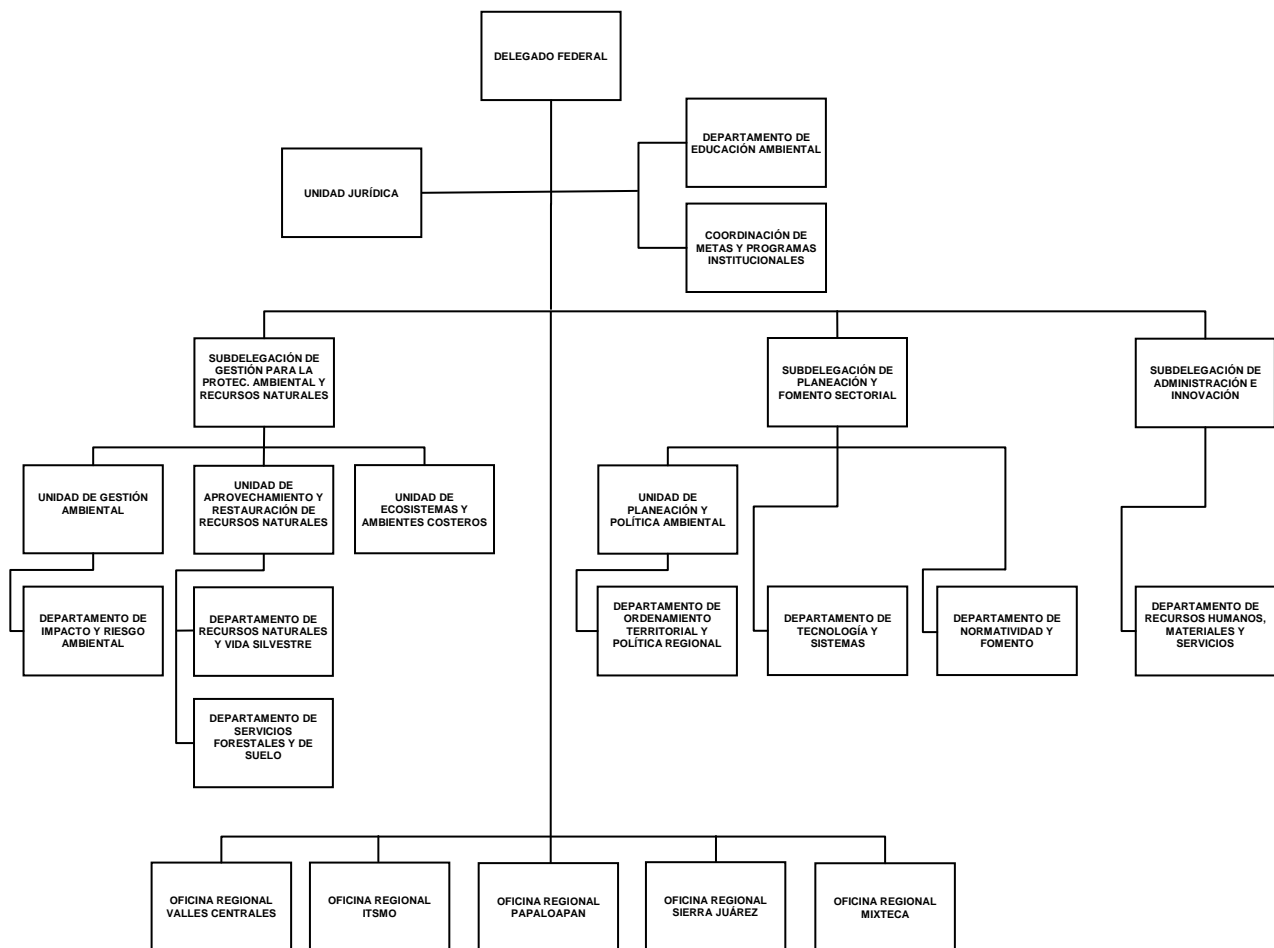 DELEGADO FEDERAL
DEPARTAMENTO DE
EDUCACIÓN AMBIENTAL
UNIDAD JURÍDICA
COORDINACIÓN DE
METAS Y PROGRAMAS
INSTITUCIONALES
SUBDELEGACIÓN DE
GESTIÓN PARA LA
PROTEC. AMBIENTAL Y
RECURSOS NATURALES
SUBDELEGACIÓN DE
PLANEACIÓN Y
FOMENTO SECTORIAL
SUBDELEGACIÓN DE
ADMINISTRACIÓN E
INNOVACIÓN
UNIDAD DE GESTIÓN
AMBIENTAL
UNIDAD DE
APROVECHAMIENTO Y
RESTAURACIÓN DE
RECURSOS NATURALES
UNIDAD DE
ECOSISTEMAS Y
AMBIENTES COSTEROS
UNIDAD DE
PLANEACIÓN Y
POLÍTICA AMBIENTAL
DEPARTAMENTO DE
IMPACTO Y RIESGO
AMBIENTAL
DEPARTAMENTO DE
RECURSOS NATURALES
Y VIDA SILVESTRE
DEPARTAMENTO DE
ORDENAMIENTO
TERRITORIAL Y
POLÍTICA REGIONAL
DEPARTAMENTO DE
TECNOLOGÍA Y
SISTEMAS
DEPARTAMENTO DE
NORMATIVIDAD Y
FOMENTO
DEPARTAMENTO DE
RECURSOS HUMANOS,
MATERIALES Y
SERVICIOS
DEPARTAMENTO DE
SERVICIOS
FORESTALES Y DE
SUELO
OFICINA REGIONAL
VALLES CENTRALES
OFICINA REGIONAL
ITSMO
OFICINA REGIONAL
PAPALOAPAN
OFICINA REGIONAL
SIERRA JUÁREZ
OFICINA REGIONAL
MIXTECA